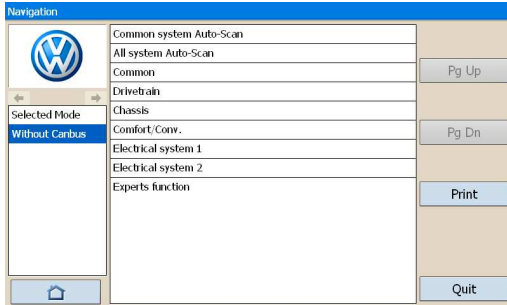 Navigation
Common system Auto-Scan
All system Auto-Scan
Common
Drivetrain
Chassis
Comfort/Conv.
Electrical system 1
Electrical system 2
Experts function
Selected Mode
Without Canbus
Pg Up
Pg Dn
Print
Quit